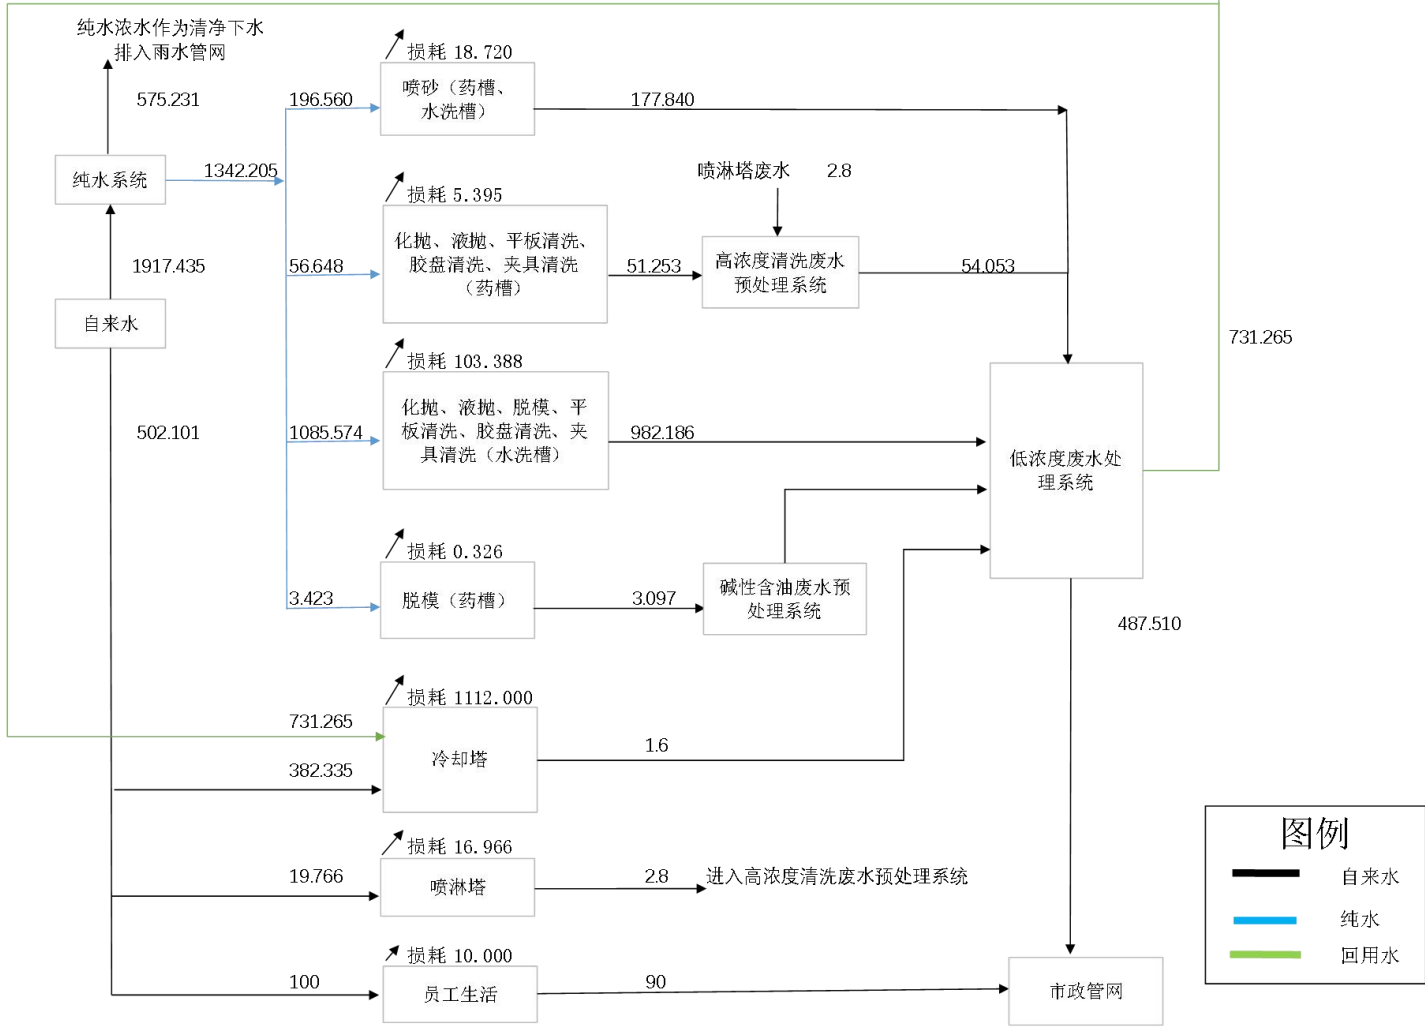 纯水浓水作为清净下水
排入雨水管网
575.231
纯水系统
1342.205
1917.435
自来水
502.101
196.560
损耗 18.720
喷砂（药槽、
水洗槽）
177.840
56.648
损耗 5.395
化抛、液抛、平板清洗、
胶盘清洗、夹具清洗
（药槽）
51.253
喷淋塔废水 2.8
高浓度清洗废水
预处理系统
54.053
1085.574
损耗 103.388
化抛、液抛、脱模、平
板清洗、胶盘清洗、夹
具清洗（水洗槽）
982.186
低浓度废水处
理系统
731.265
3.423
损耗 0.326
脱模（药槽）
3.097
碱性含油废水预
处理系统
487.510
731.265
382.335
损耗 1112.000
冷却塔
1.6
19.766
损耗 16.966
喷淋塔
2.8
进入高浓度清洗废水预处理系统
100
损耗 10.000
员工生活
90
市政管网
图例
自来水
纯水
回用水